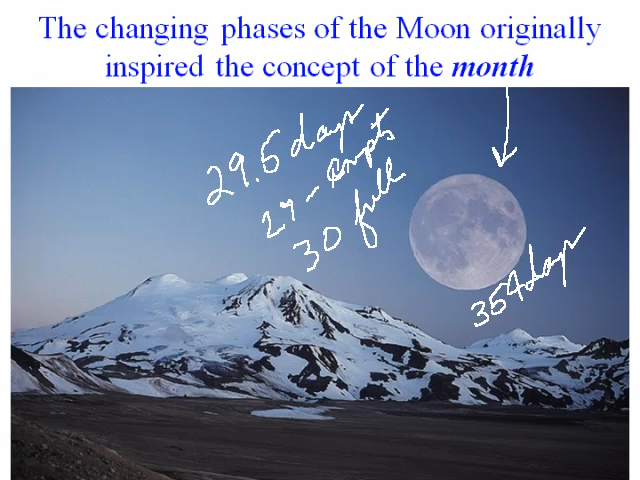 The changing phases of the Moon originally
inspired the concept of the month
29.5 days
29 - empty
30 full
354 days